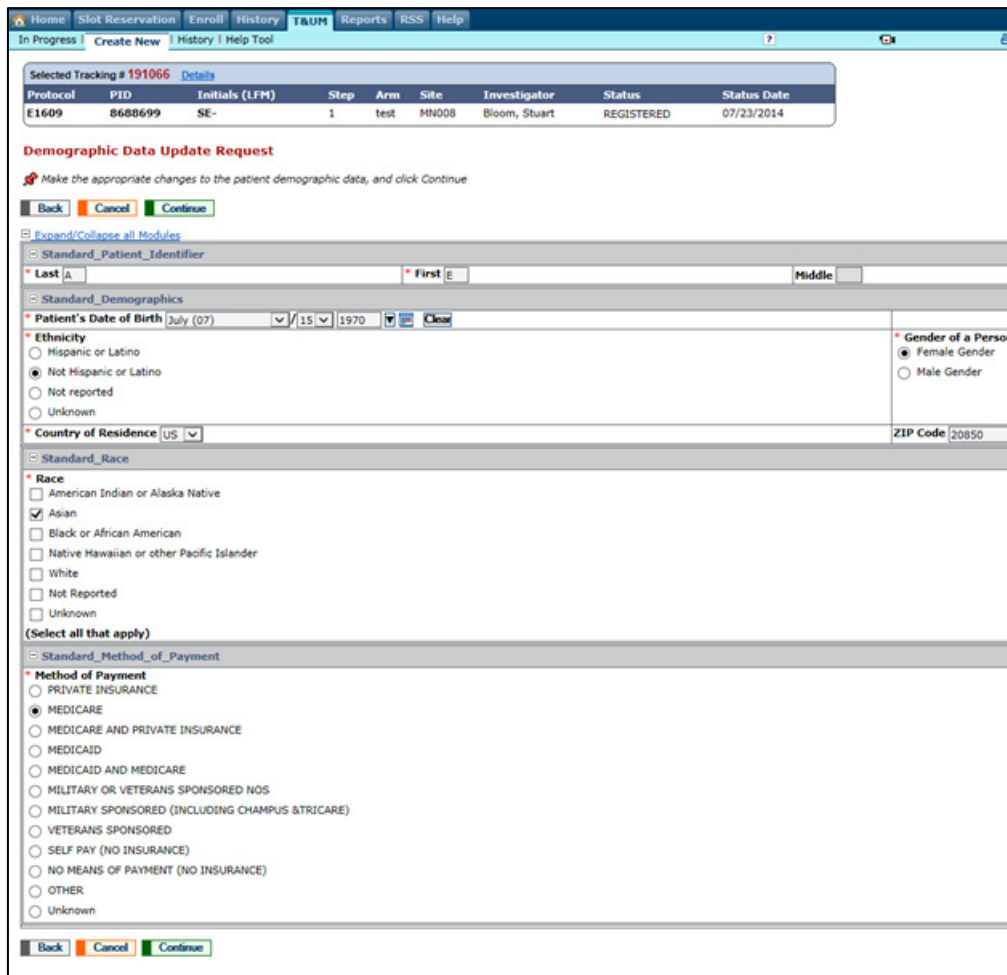 Home Slot Reservation Enroll History T&UM Reports RSS Help
In Progress | Create New | History | Help Tool ?
Selected Tracking # 191066 Details
Protocol PID Initials (LFM) Step Arm Site Investigator Status Status Date
E1609 8688699 SE- 1 test MN008 Bloom, Stuart REGISTERED 07/23/2014
Demographic Data Update Request
Make the appropriate changes to the patient demographic data, and click Continue
Back Cancel Continue
Expand/Collapse all Modules
Standard_Patient_Identifier
* Last A * First E Middle
Standard_Demographics
* Patient's Date of Birth July (07) / 15 1970 Clear
* Ethnicity * Gender of a Perso
Hispanic or Latino Female Gender
Not Hispanic or Latino Male Gender
Not reported
Unknown
* Country of Residence US ZIP Code 20850
Standard_Race
* Race
American Indian or Alaska Native
Asian
Black or African American
Native Hawaiian or other Pacific Islander
White
Not Reported
Unknown
(Select all that apply)
Standard_Method_of_Payment
* Method of Payment
PRIVATE INSURANCE
MEDICARE
MEDICARE AND PRIVATE INSURANCE
MEDICAID
MEDICAID AND MEDICARE
MILITARY OR VETERANS SPONSORED NOS
MILITARY SPONSORED (INCLUDING CHAMPUS &TRICARE)
VETERANS SPONSORED
SELF PAY (NO INSURANCE)
NO MEANS OF PAYMENT (NO INSURANCE)
OTHER
Unknown
Back Cancel Continue